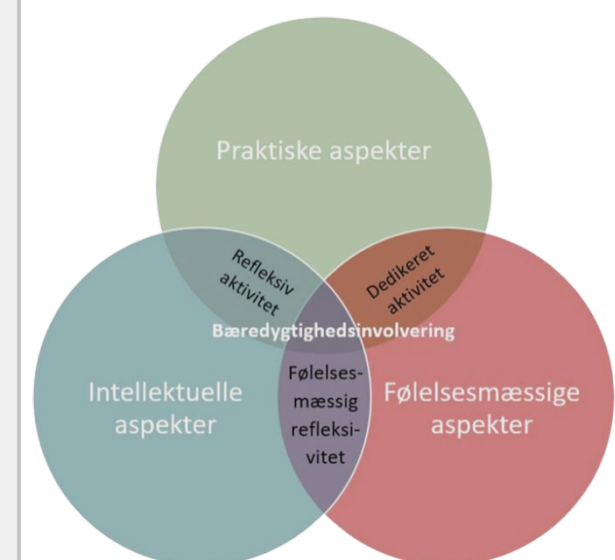 Praktiske aspekter
Refleksiv
aktivitet
Dedikeret
aktivitet
Bæredygtighedsinvolvering
Intellektuelle
aspekter
Følelses-
mæssig
refleksi-
vitet
Følelsesmæssige
aspekter